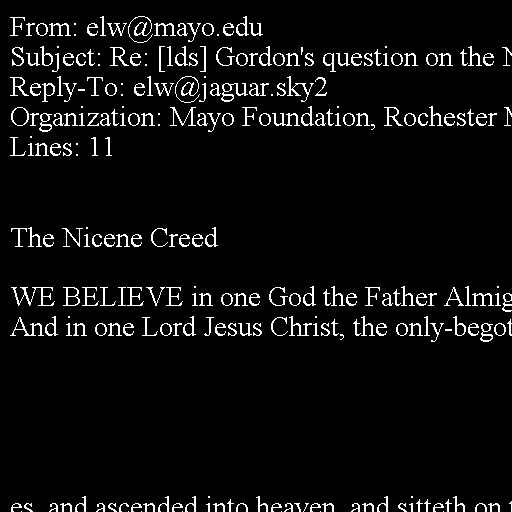 From: elw@mayo.edu
Subject: Re: [lds] Gordon's question on the
Reply-To: elw@jaguar.sky2
Organization: Mayo Foundation, Rochester
Lines: 11
The Nicene Creed
WE BELIEVE in one God the Father Almig
And in one Lord Jesus Christ, the only-begot
es, and ascended into heaven, and sitteth on